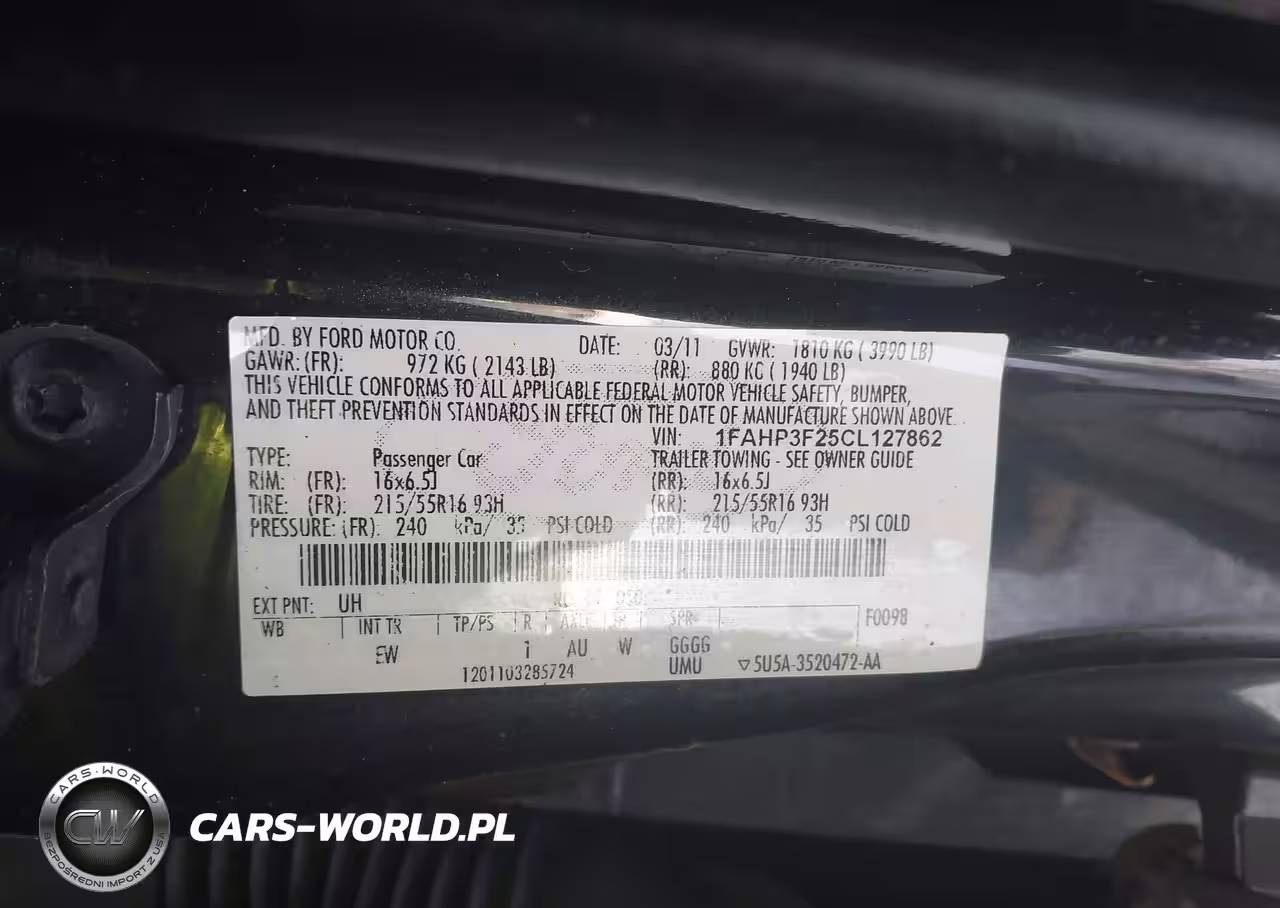 MFD. BY FORD MOTOR CO. DATE: 03/11 GVWR: 1810 KG ( 3990 LB)
GAWR: (FR): 972 KG ( 2143 LB) (RR): 880 KG ( 1940 LB)
THIS VEHICLE CONFORMS TO ALL APPLICABLE FEDERAL MOTOR VEHICLE SAFETY, BUMPER,
AND THEFT PREVENTION STANDARDS IN EFFECT ON THE DATE OF MANUFACTURE SHOWN ABOVE.
VIN: 1FAHP3F25CL127862
TYPE: Passenger Car TRAILER TOWING - SEE OWNER GUIDE
RIM: (FR): 16x6.5J (RR): 16x6.5J
TIRE: (FR): 215/55R16 93H (RR): 215/55R16 93H
PRESSURE: (FR): 240 kPa/ 35 PSI COLD (RR): 240 kPa/ 35 PSI COLD
EXT PNT: UH
WB INT TR TP/PS R AXLE SPR F0098
EW 1 AU W GGGG
1201103285724 UMU ▽5U5A-3520472-AA
CARS-WORLD
CW
BEZPOŚREDNI IMPORT Z USA
CARS-WORLD.PL